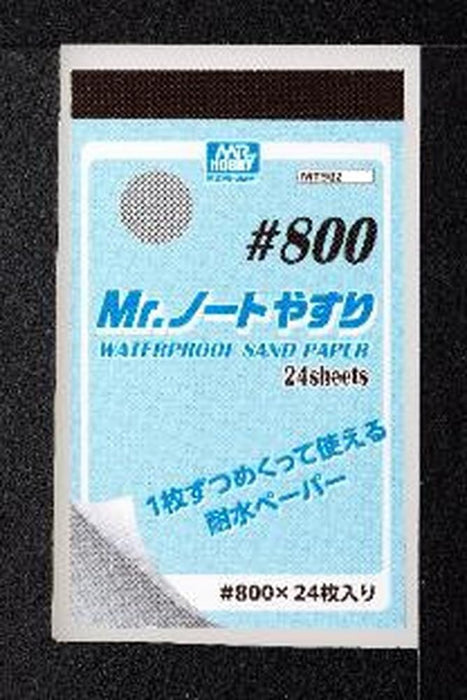 MR.
HOBBY
#800
Mr.ノートやすり
WATERPROOF SAND PAPER
24sheets
1枚ずつめくって使える
耐水ペーパー
#800×24枚入り